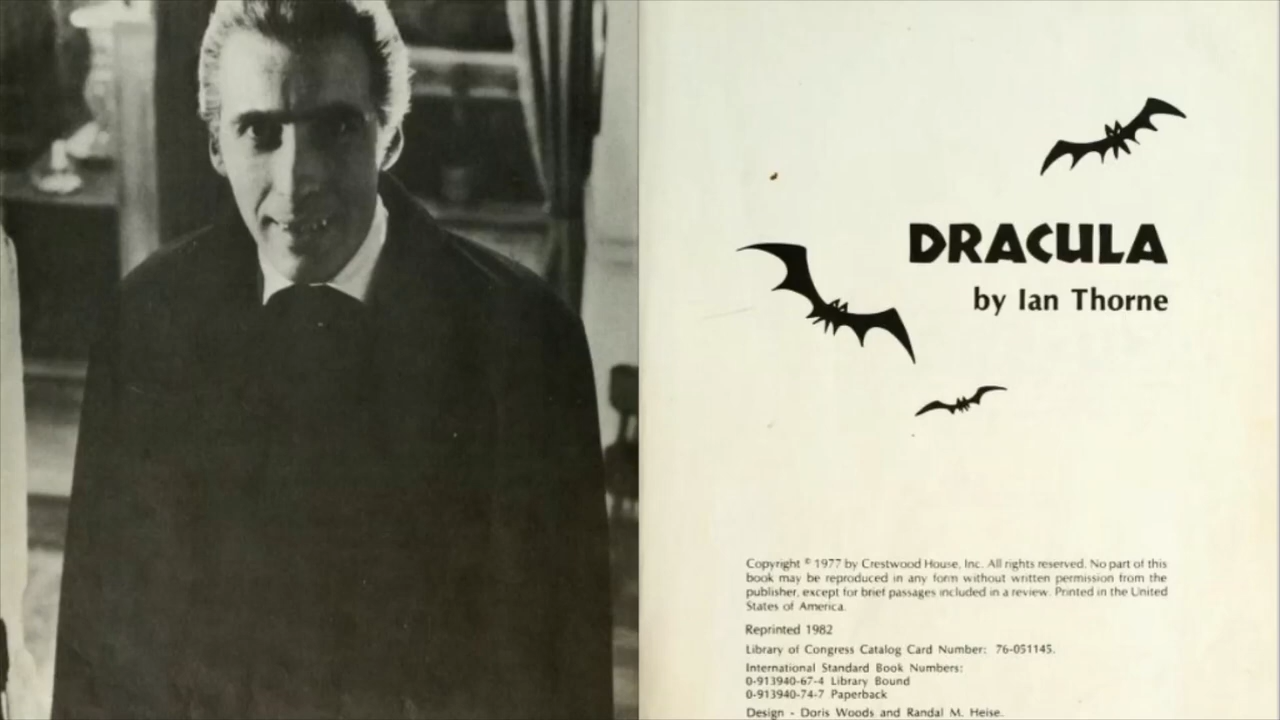 DRACULA
by Ian Thorne
Copyright © 1977 by Crestwood House, Inc. All rights reserved. No part of this
book may be reproduced in any form without written permission from the
publisher, except for brief passages included in a review. Printed in the United
States of America.
Reprinted 1982
Library of Congress Catalog Card Number: 76-051145.
International Standard Book Numbers:
0-913940-67-4 Library Bound
0-913940-74-7 Paperback
Design - Doris Woods and Randal M. Heise.